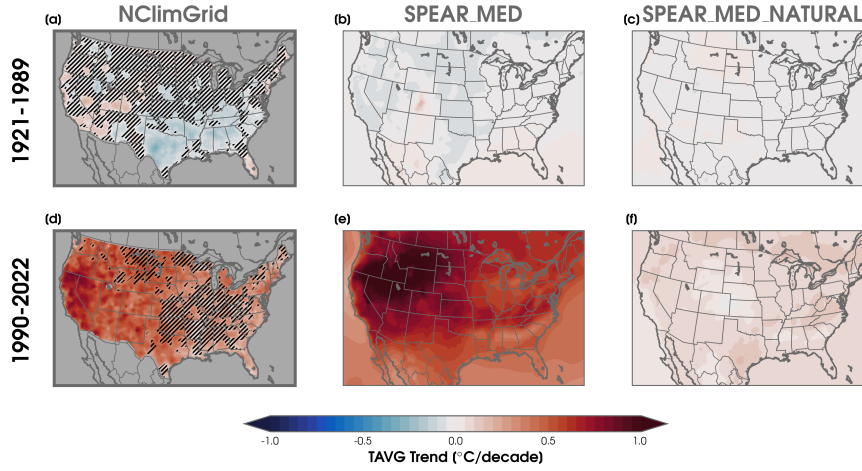 NClimGrid SPEAR_MED SPEAR_MED_NATURAL
(a) (b) (c)
1921-1989
(d) (e) (f)
1990-2022
-1.0 -0.5 0.0 0.5 1.0
TAVG Trend [°C/decade]